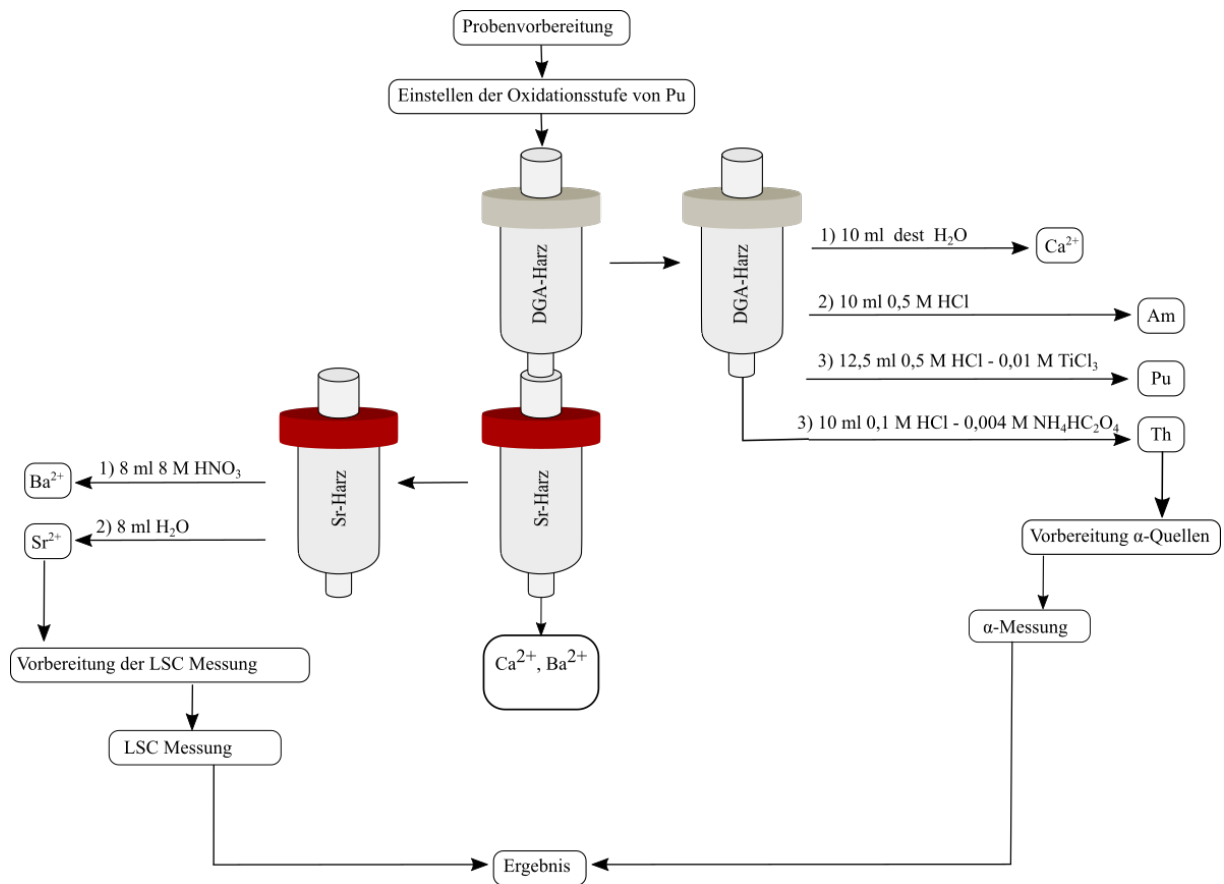 Probenvorbereitung
Einstellen der Oxidationsstufe von Pu
DGA-Harz
DGA-Harz
1) 10 ml dest H₂O
Ca²⁺
2) 10 ml 0,5 M HCl
Am
3) 12,5 ml 0,5 M HCl - 0,01 M TiCl₃
Pu
3) 10 ml 0,1 M HCl - 0,004 M NH₄HC₂O₄
Th
Sr-Harz
Sr-Harz
1) 8 ml 8 M HNO₃
Ba²⁺
2) 8 ml H₂O
Sr²⁺
Vorbereitung α-Quellen
α-Messung
Ca²⁺, Ba²⁺
Vorbereitung der LSC Messung
LSC Messung
Ergebnis